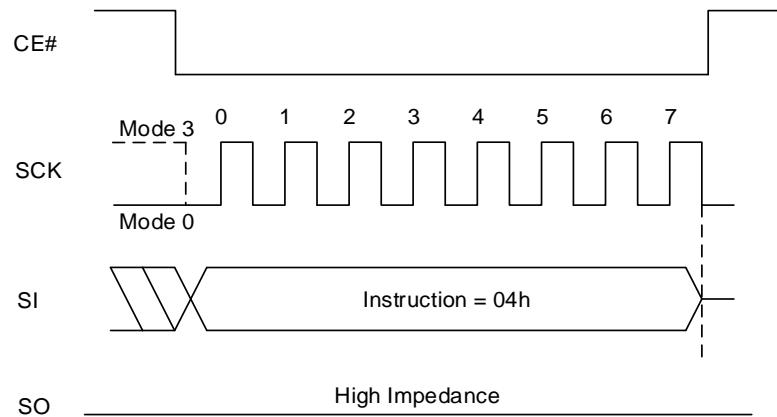 CE#
Mode 3
0 1 2 3 4 5 6 7
SCK
Mode 0
SI
Instruction = 04h
SO
High Impedance